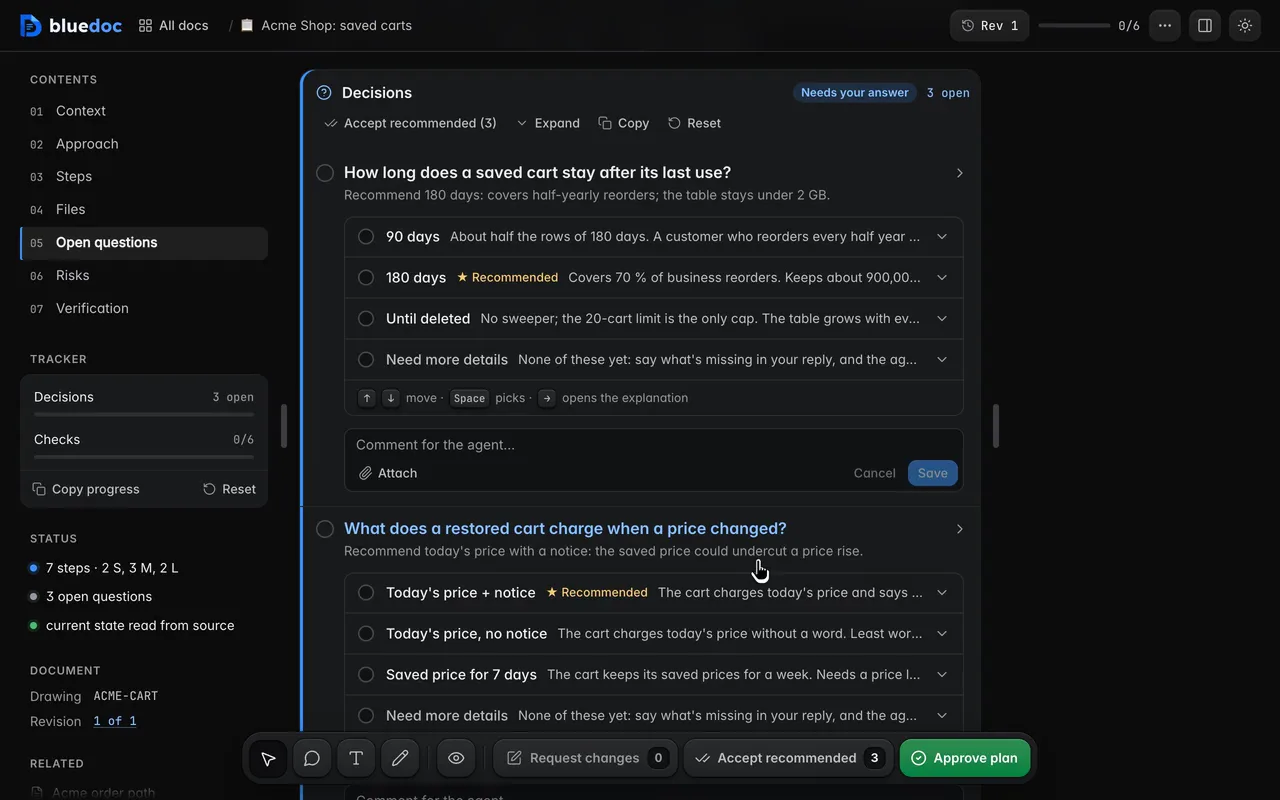 bluedoc
All docs
/
Acme Shop: saved carts
Rev 1
0/6
CONTENTS
01 Context
02 Approach
03 Steps
04 Files
05 Open questions
06 Risks
07 Verification
TRACKER
Decisions 3 open
Checks 0/6
Copy progress Reset
STATUS
7 steps · 2 S, 3 M, 2 L
3 open questions
current state read from source
DOCUMENT
Drawing ACME-CART
Revision 1 of 1
RELATED
Acme order path
Decisions Needs your answer 3 open
Accept recommended (3) Expand Copy Reset
How long does a saved cart stay after its last use?
Recommend 180 days: covers half-yearly reorders; the table stays under 2 GB.
90 days About half the rows of 180 days. A customer who reorders every half year ...
180 days ★ Recommended Covers 70 % of business reorders. Keeps about 900,00...
Until deleted No sweeper; the 20-cart limit is the only cap. The table grows with ev...
Need more details None of these yet: say what's missing in your reply, and the ag...
↑ ↓ move · Space picks · → opens the explanation
Comment for the agent...
Attach Cancel Save
What does a restored cart charge when a price changed?
Recommend today's price with a notice: the saved price could undercut a price rise.
Today's price + notice ★ Recommended The cart charges today's price and says ...
Today's price, no notice The cart charges today's price without a word. Least wor...
Saved price for 7 days The cart keeps its saved prices for a week. Needs a price l...
Need more details None of these yet: say what's missing in your reply, and the ag...
Request changes 0
Accept recommended 3
Approve plan
Comment for the agent